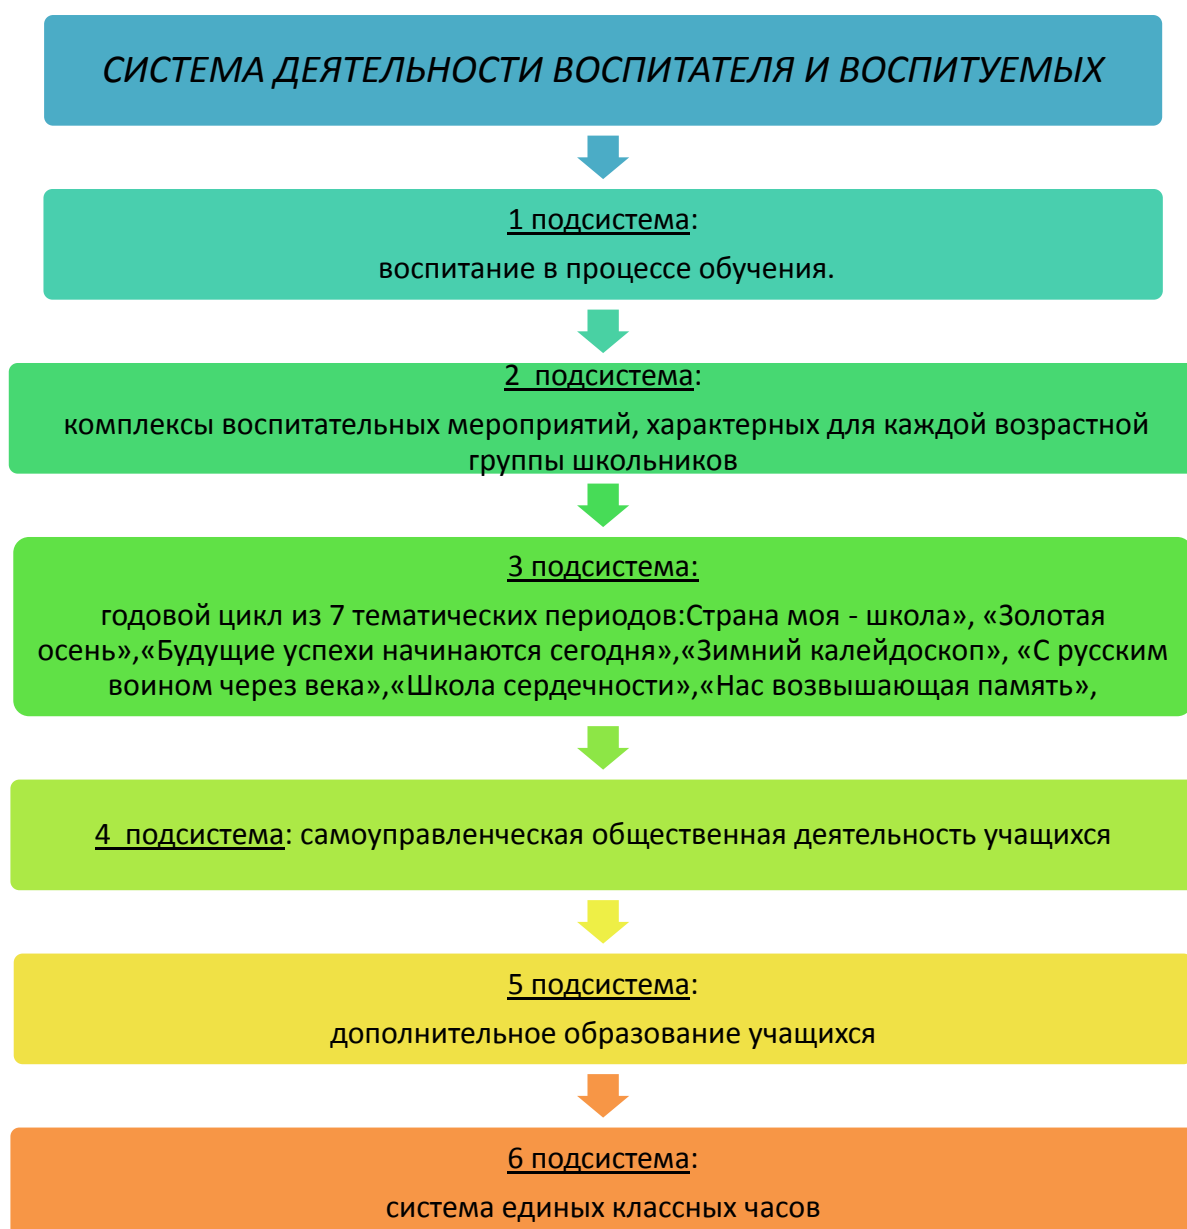 СИСТЕМА ДЕЯТЕЛЬНОСТИ ВОСПИТАТЕЛЯ И ВОСПИТУЕМЫХ
1 подсистема:
воспитание в процессе обучения.
2  подсистема:
комплексы воспитательных мероприятий, характерных для каждой возрастной
группы школьников
3 подсистема:
годовой цикл из 7 тематических периодов:Страна моя - школа», «Золотая
осень»,«Будущие успехи начинаются сегодня»,«Зимний калейдоскоп», «С русским
воином через века»,«Школа сердечности»,«Нас возвышающая память»,
4  подсистема: самоуправленческая общественная деятельность учащихся
5 подсистема:
дополнительное образование учащихся
6 подсистема:
система единых классных часов